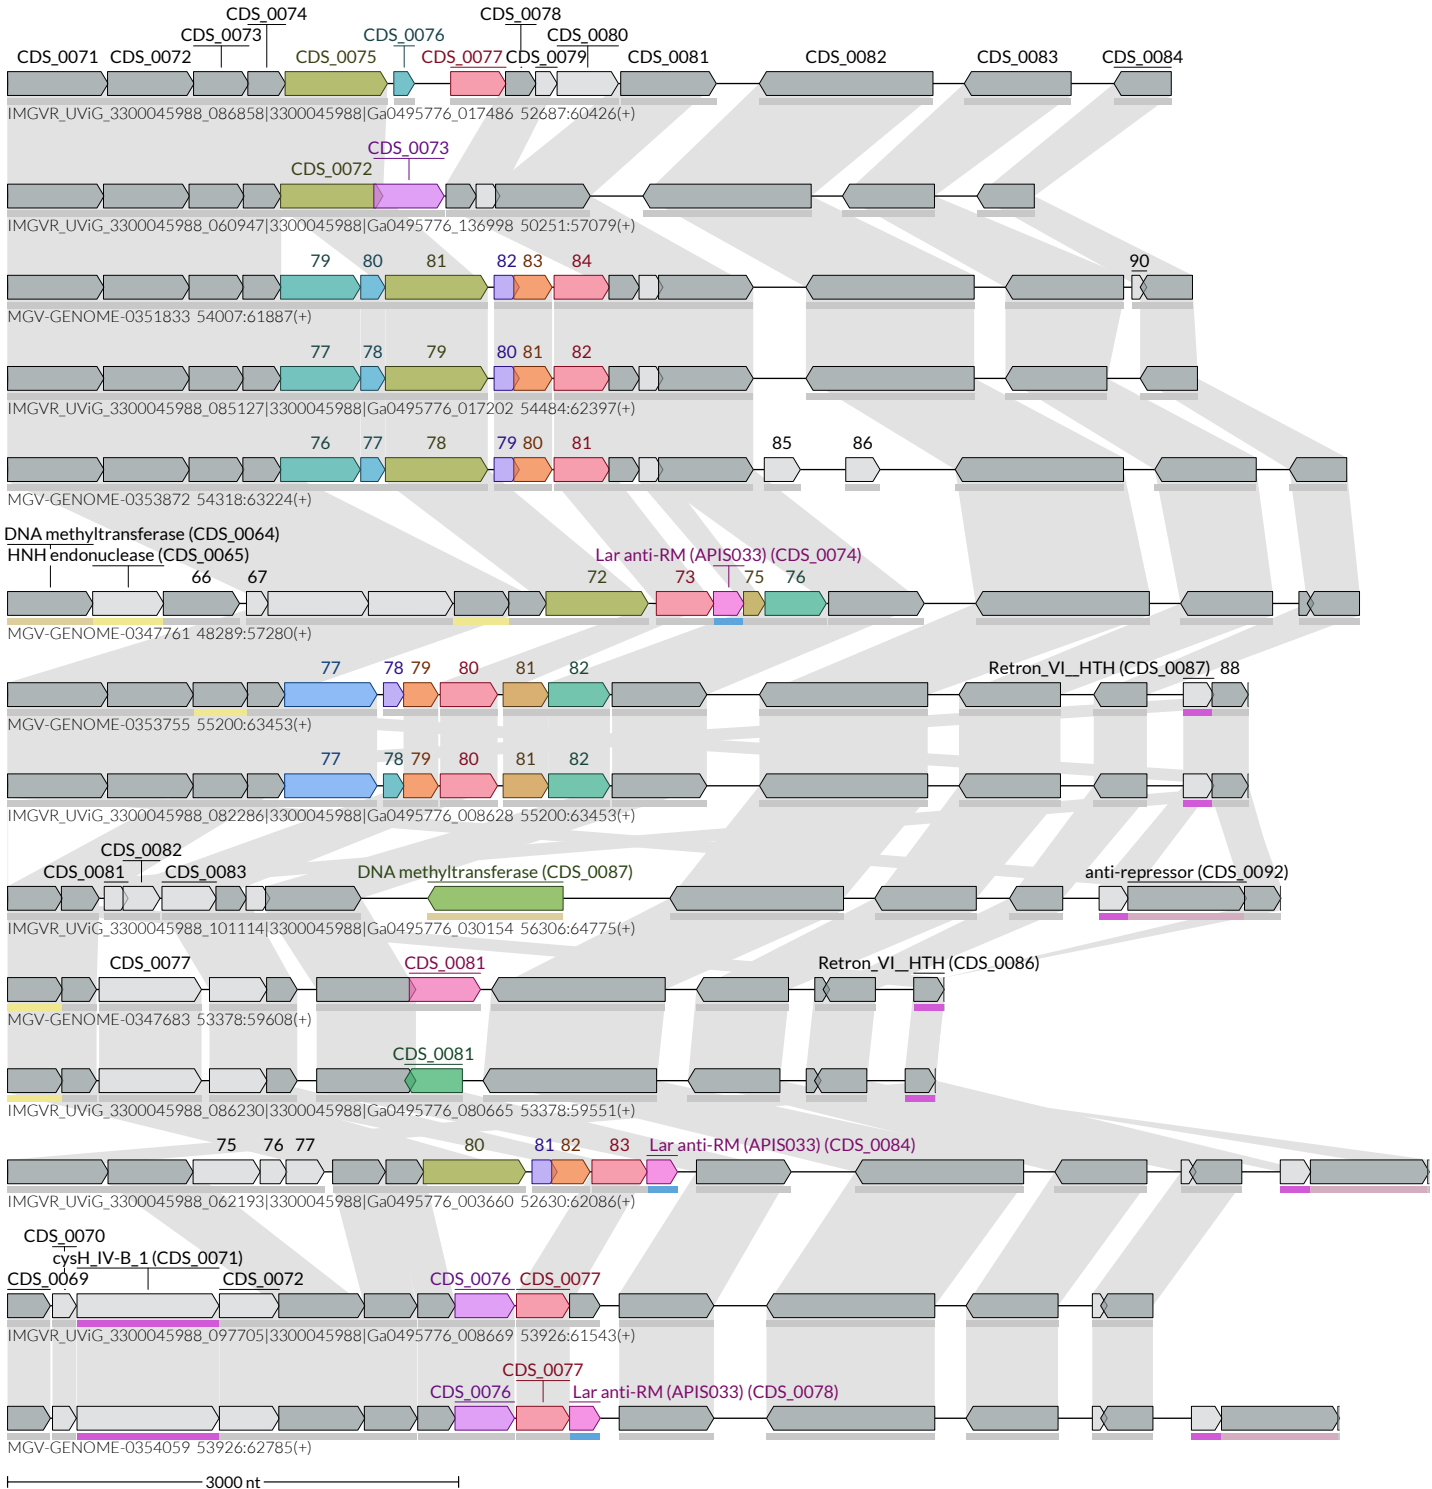 CDS_0074 CDS_0078
CDS_0073 CDS_0076 CDS_0080
CDS_0071 CDS_0072 CDS_0075 CDS_0077 CDS_0079 CDS_0081 CDS_0082 CDS_0083 CDS_0084
IMGVR_UViG_3300045988_086858|3300045988|Ga0495776_017486 52687:60426(+)
CDS_0073
CDS_0072
IMGVR_UViG_3300045988_060947|3300045988|Ga0495776_136998 50251:57079(+)
79 80 81 82 83 84 90
MGV-GENOME-0351833 54007:61887(+)
77 78 79 80 81 82
IMGVR_UViG_3300045988_085127|3300045988|Ga0495776_017202 54484:62397(+)
76 77 78 79 80 81 85 86
MGV-GENOME-0353872 54318:63224(+)
DNA methyltransferase (CDS_0064)
HNH endonuclease (CDS_0065) Lar anti-RM (APIS033) (CDS_0074)
66 67 72 73 75 76
MGV-GENOME-0347761 48289:57280(+)
77 78 79 80 81 82 Retron_VI__HTH (CDS_0087) 88
MGV-GENOME-0353755 55200:63453(+)
77 78 79 80 81 82
IMGVR_UViG_3300045988_082286|3300045988|Ga0495776_008628 55200:63453(+)
CDS_0082
CDS_0081 CDS_0083 DNA methyltransferase (CDS_0087) anti-repressor (CDS_0092)
IMGVR_UViG_3300045988_101114|3300045988|Ga0495776_030154 56306:64775(+)
CDS_0077 CDS_0081 Retron_VI__HTH (CDS_0086)
MGV-GENOME-0347683 53378:59608(+)
CDS_0081
IMGVR_UViG_3300045988_086230|3300045988|Ga0495776_080665 53378:59551(+)
75 76 77 80 81 82 83 Lar anti-RM (APIS033) (CDS_0084)
IMGVR_UViG_3300045988_062193|3300045988|Ga0495776_003660 52630:62086(+)
CDS_0070
cysH_IV-B_1 (CDS_0071)
CDS_0069 CDS_0072 CDS_0076 CDS_0077
IMGVR_UViG_3300045988_097705|3300045988|Ga0495776_008669 53926:61543(+)
CDS_0077
CDS_0076 Lar anti-RM (APIS033) (CDS_0078)
MGV-GENOME-0354059 53926:62785(+)
3000 nt